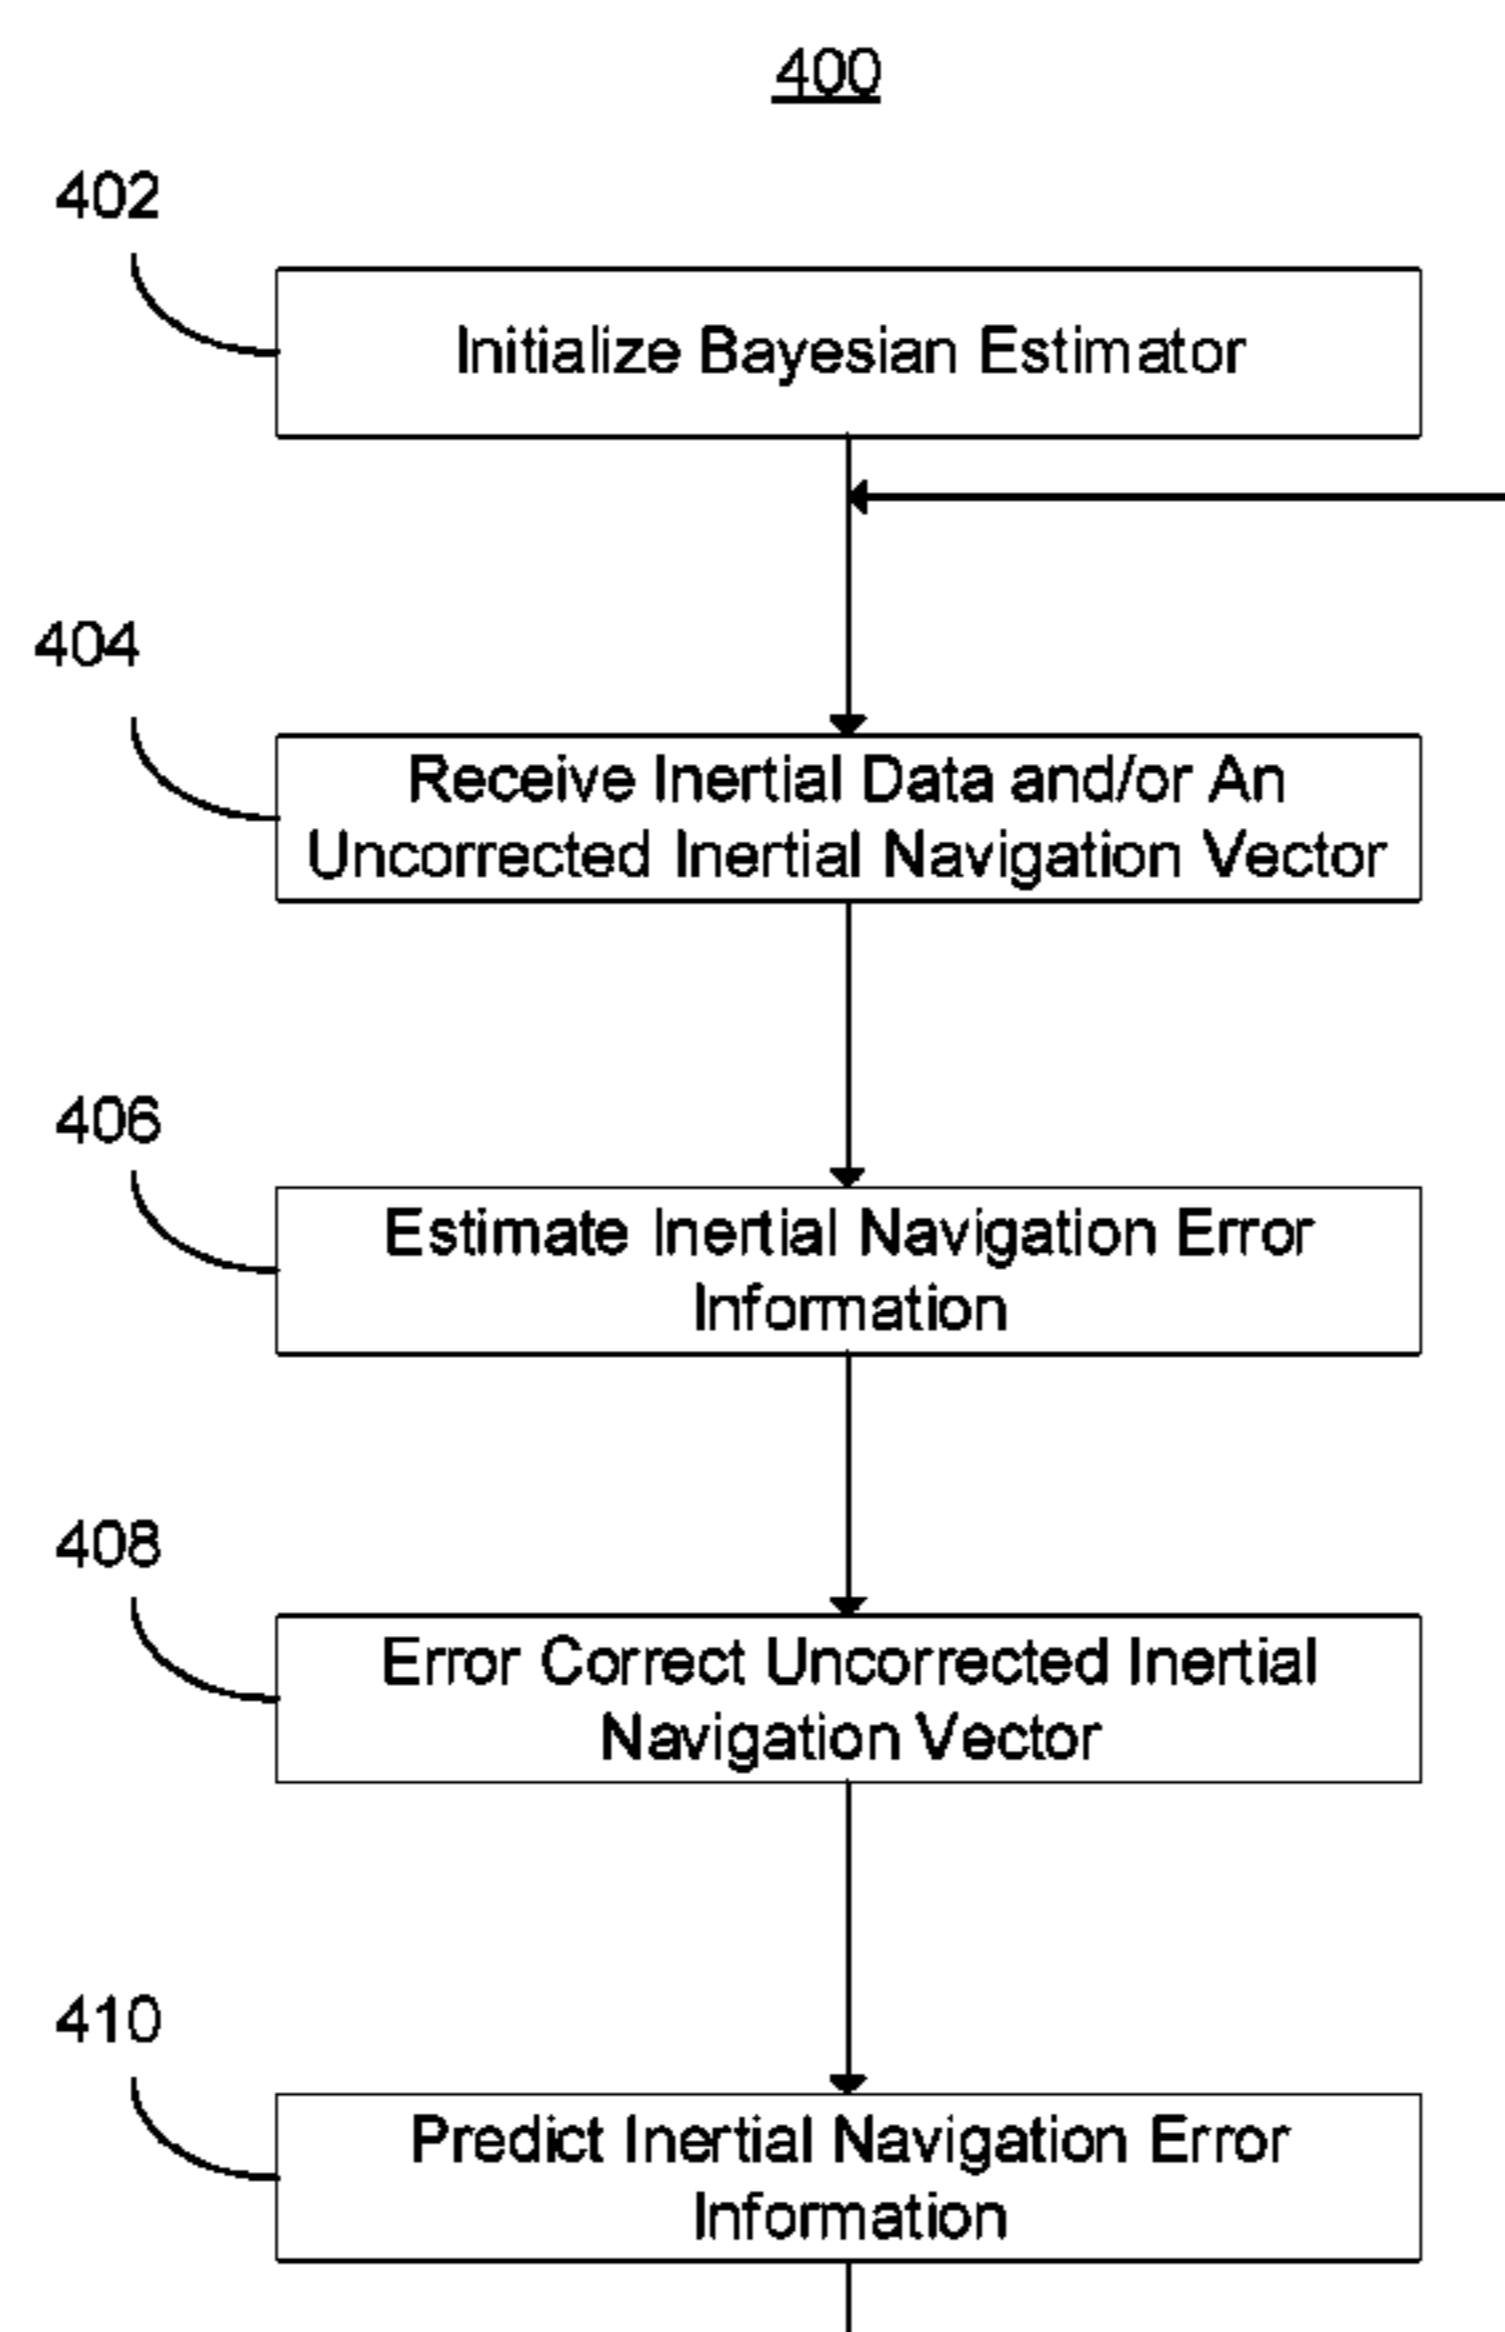 400
402
Initialize Bayesian Estimator
404
Receive Inertial Data and/or An
Uncorrected Inertial Navigation Vector
406
Estimate Inertial Navigation Error
Information
408
Error Correct Uncorrected Inertial
Navigation Vector
410
Predict Inertial Navigation Error
Information